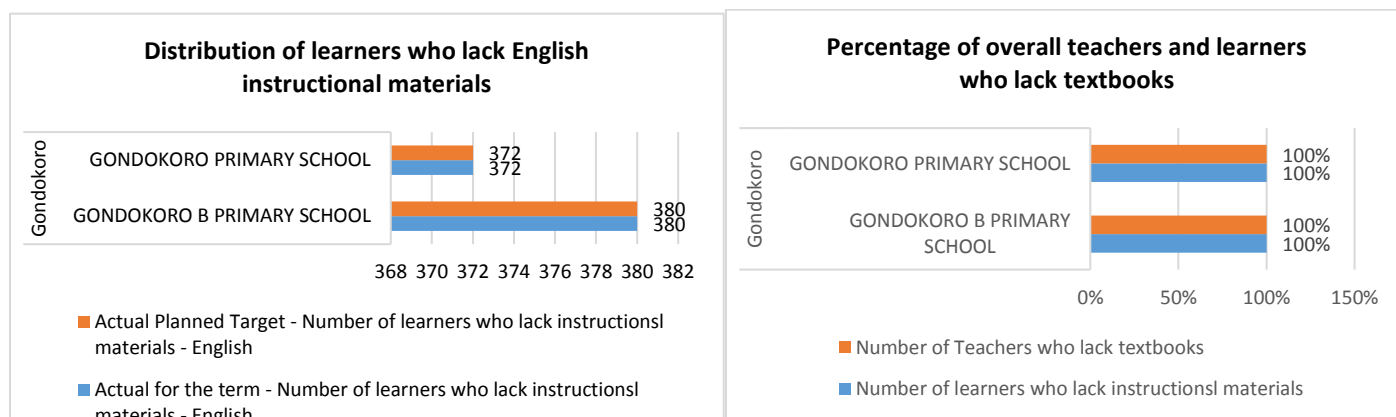 Distribution of learners who lack English
instructional materials
Gondokoro
GONDOKORO PRIMARY SCHOOL
372
372
GONDOKORO B PRIMARY SCHOOL
380
380
368 370 372 374 376 378 380 382
Actual Planned Target - Number of learners who lack instructionsl
materials - English
Actual for the term - Number of learners who lack instructionsl
materials - English
Percentage of overall teachers and learners
who lack textbooks
Gondokoro
GONDOKORO PRIMARY SCHOOL
100%
100%
GONDOKORO B PRIMARY
SCHOOL
100%
100%
0% 50% 100% 150%
Number of Teachers who lack textbooks
Number of learners who lack instructionsl materials